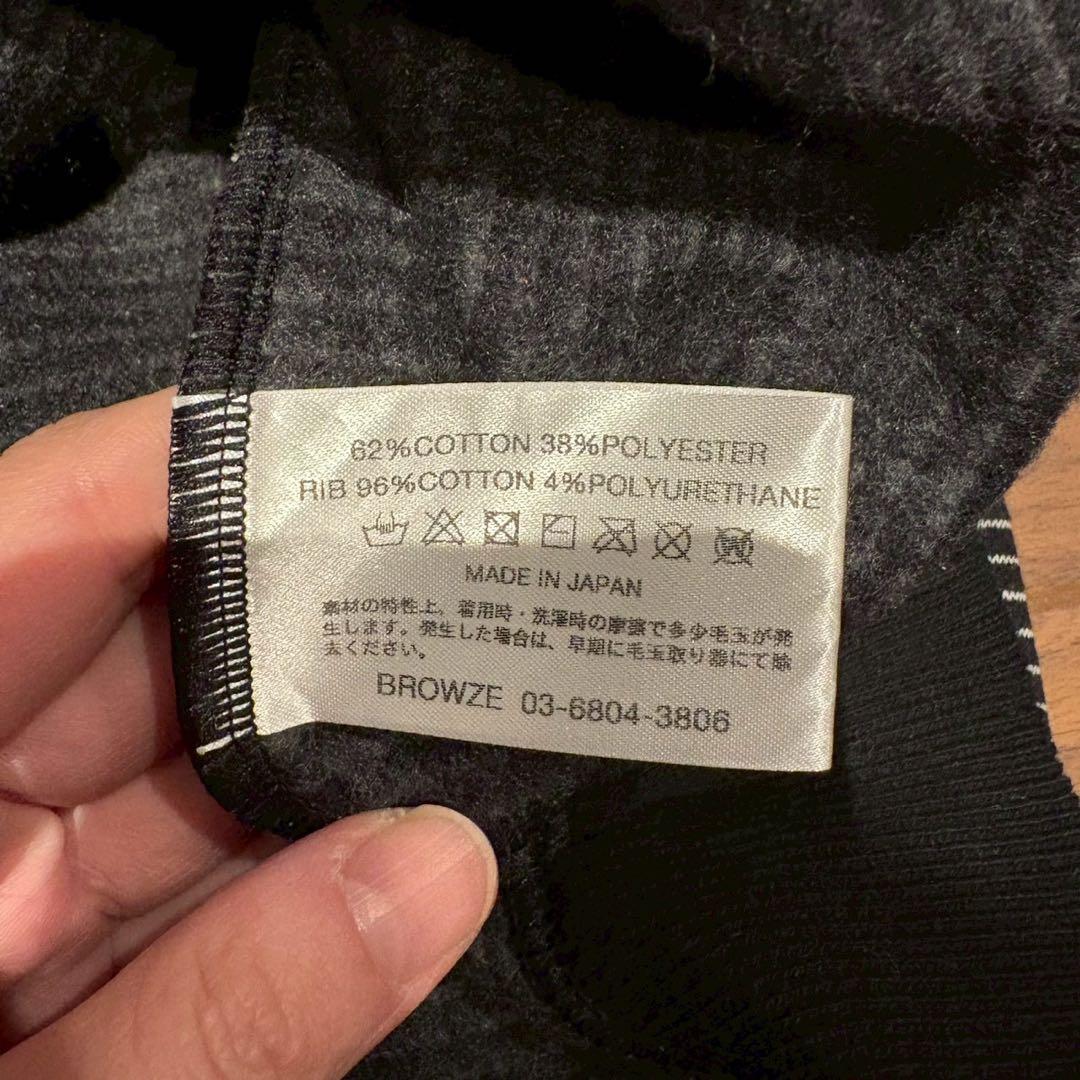 62%COTTON 38%POLYESTER
RIB 96%COTTON 4%POLYURETHANE
MADE IN JAPAN
素材の特性上、着用時・洗濯時の摩擦で多少毛玉が発
生します。発生した場合は、早期に毛玉取り器にて除
去ください。
BROWZE 03-6804-3806